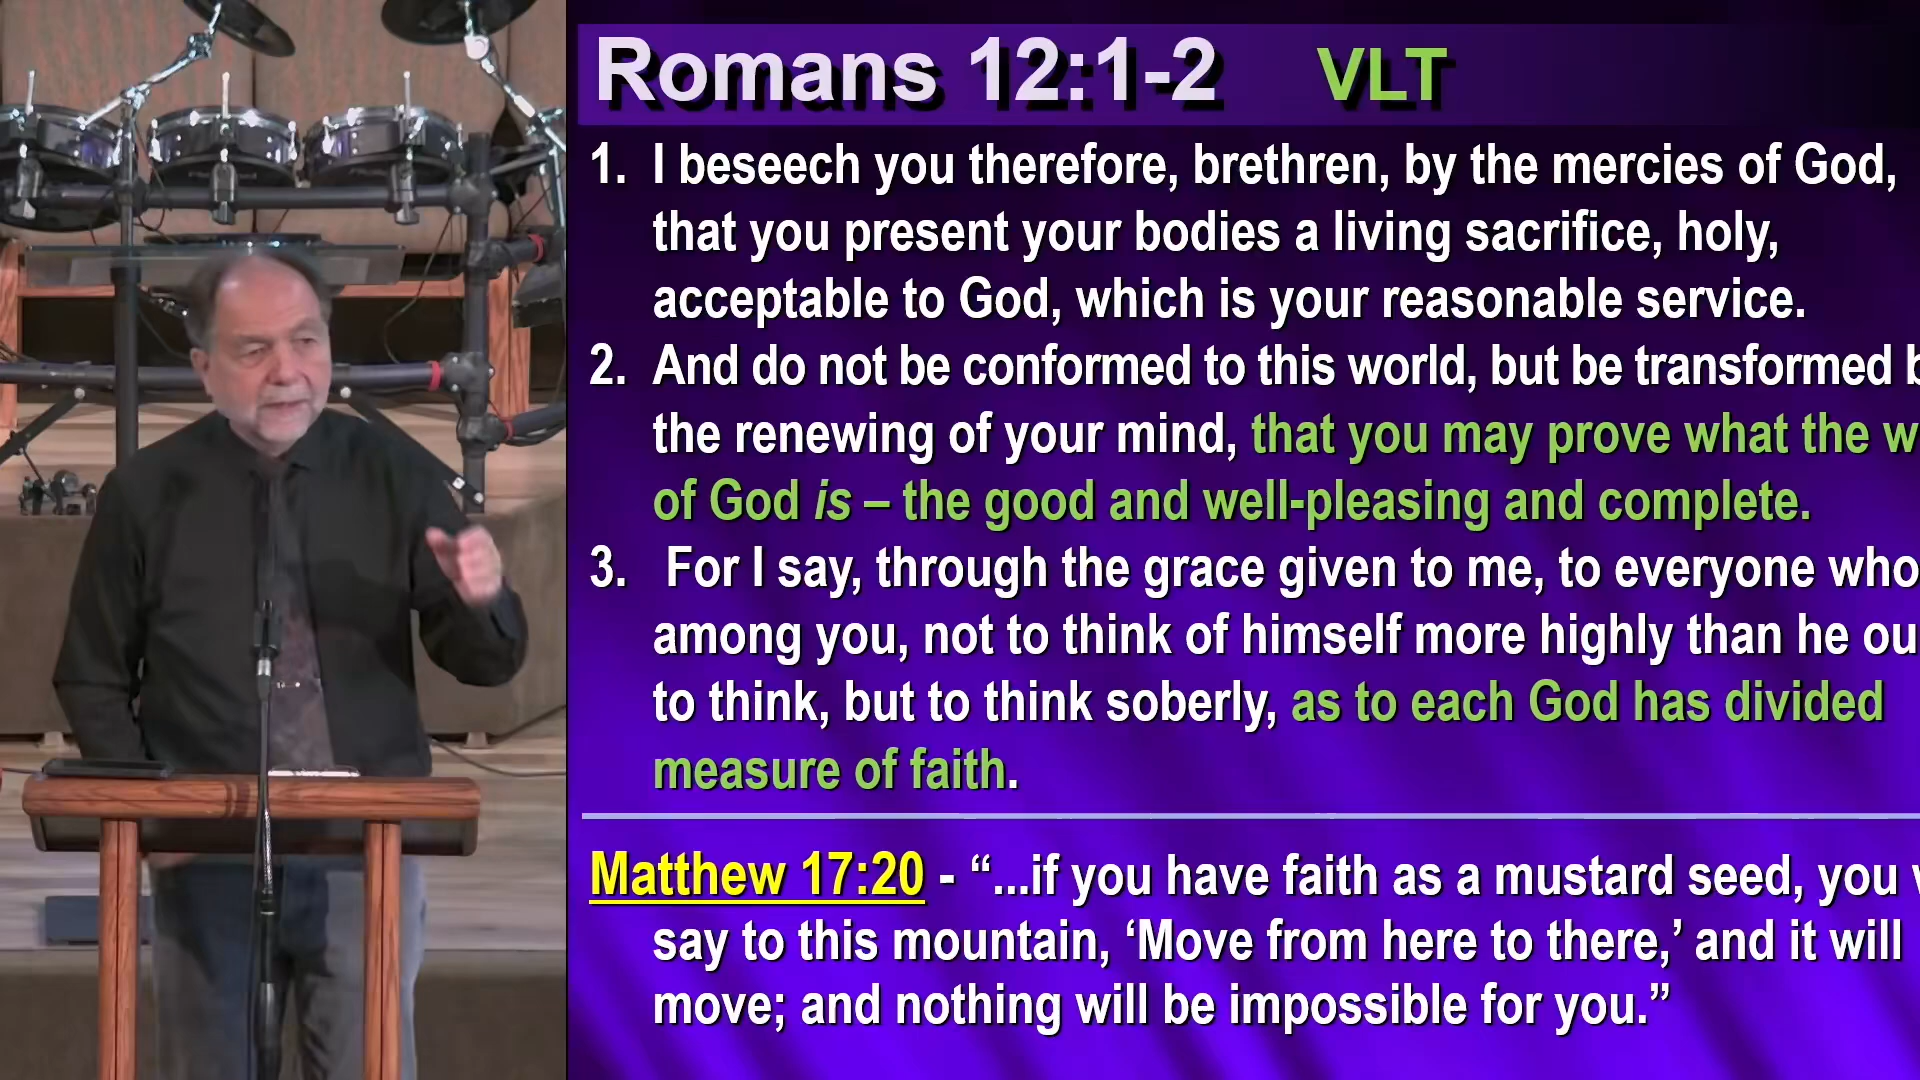 Romans 12:1-2 VLT
1. I beseech you therefore, brethren, by the mercies of God,
that you present your bodies a living sacrifice, holy,
acceptable to God, which is your reasonable service.
2. And do not be conformed to this world, but be transformed
the renewing of your mind, that you may prove what the
of God is – the good and well-pleasing and complete.
3. For I say, through the grace given to me, to everyone who
among you, not to think of himself more highly than he
to think, but to think soberly, as to each God has divided
measure of faith.
Matthew 17:20 - “...if you have faith as a mustard seed, you
say to this mountain, ‘Move from here to there,’ and it will
move; and nothing will be impossible for you.”